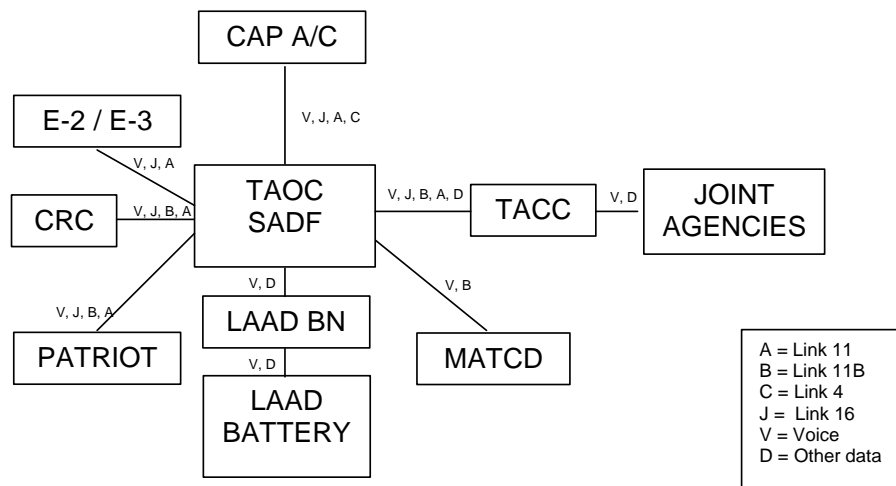 CAP A/C
V, J, A, C
E-2 / E-3
V, J, A
TAOC
SADF
V, J, B, A, D
TACC
V, D
JOINT
AGENCIES
CRC
V, J, B, A
V, D
V, B
V, J, B, A
LAAD BN
PATRIOT
MATCD
V, D
LAAD
BATTERY
A = Link 11
B = Link 11B
C = Link 4
J = Link 16
V = Voice
D = Other data